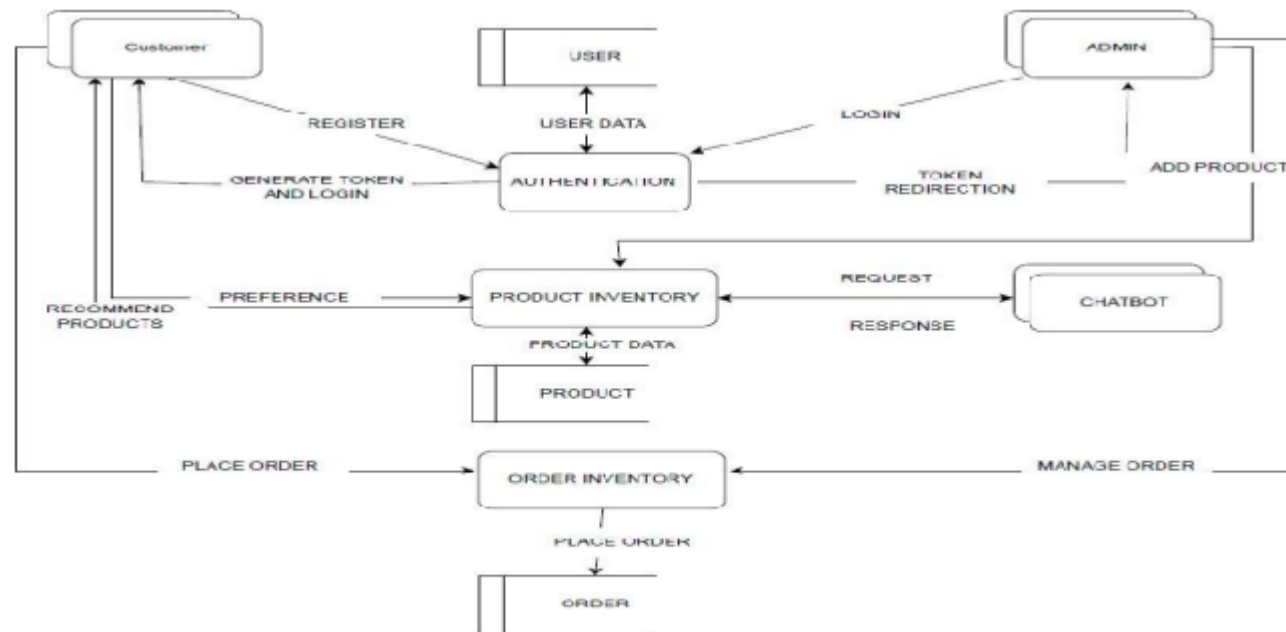 Customer
USER
ADMIN
REGISTER
USER DATA
LOGIN
GENERATE TOKEN
AND LOGIN
AUTHENTICATION
TOKEN
REDIRECTION
ADD PRODUCT
RECOMMEND
PRODUCTS
PREFERENCE
PRODUCT INVENTORY
REQUEST
RESPONSE
CHATBOT
PRODUCT DATA
PRODUCT
PLACE ORDER
ORDER INVENTORY
MANAGE ORDER
PLACE ORDER
ORDER